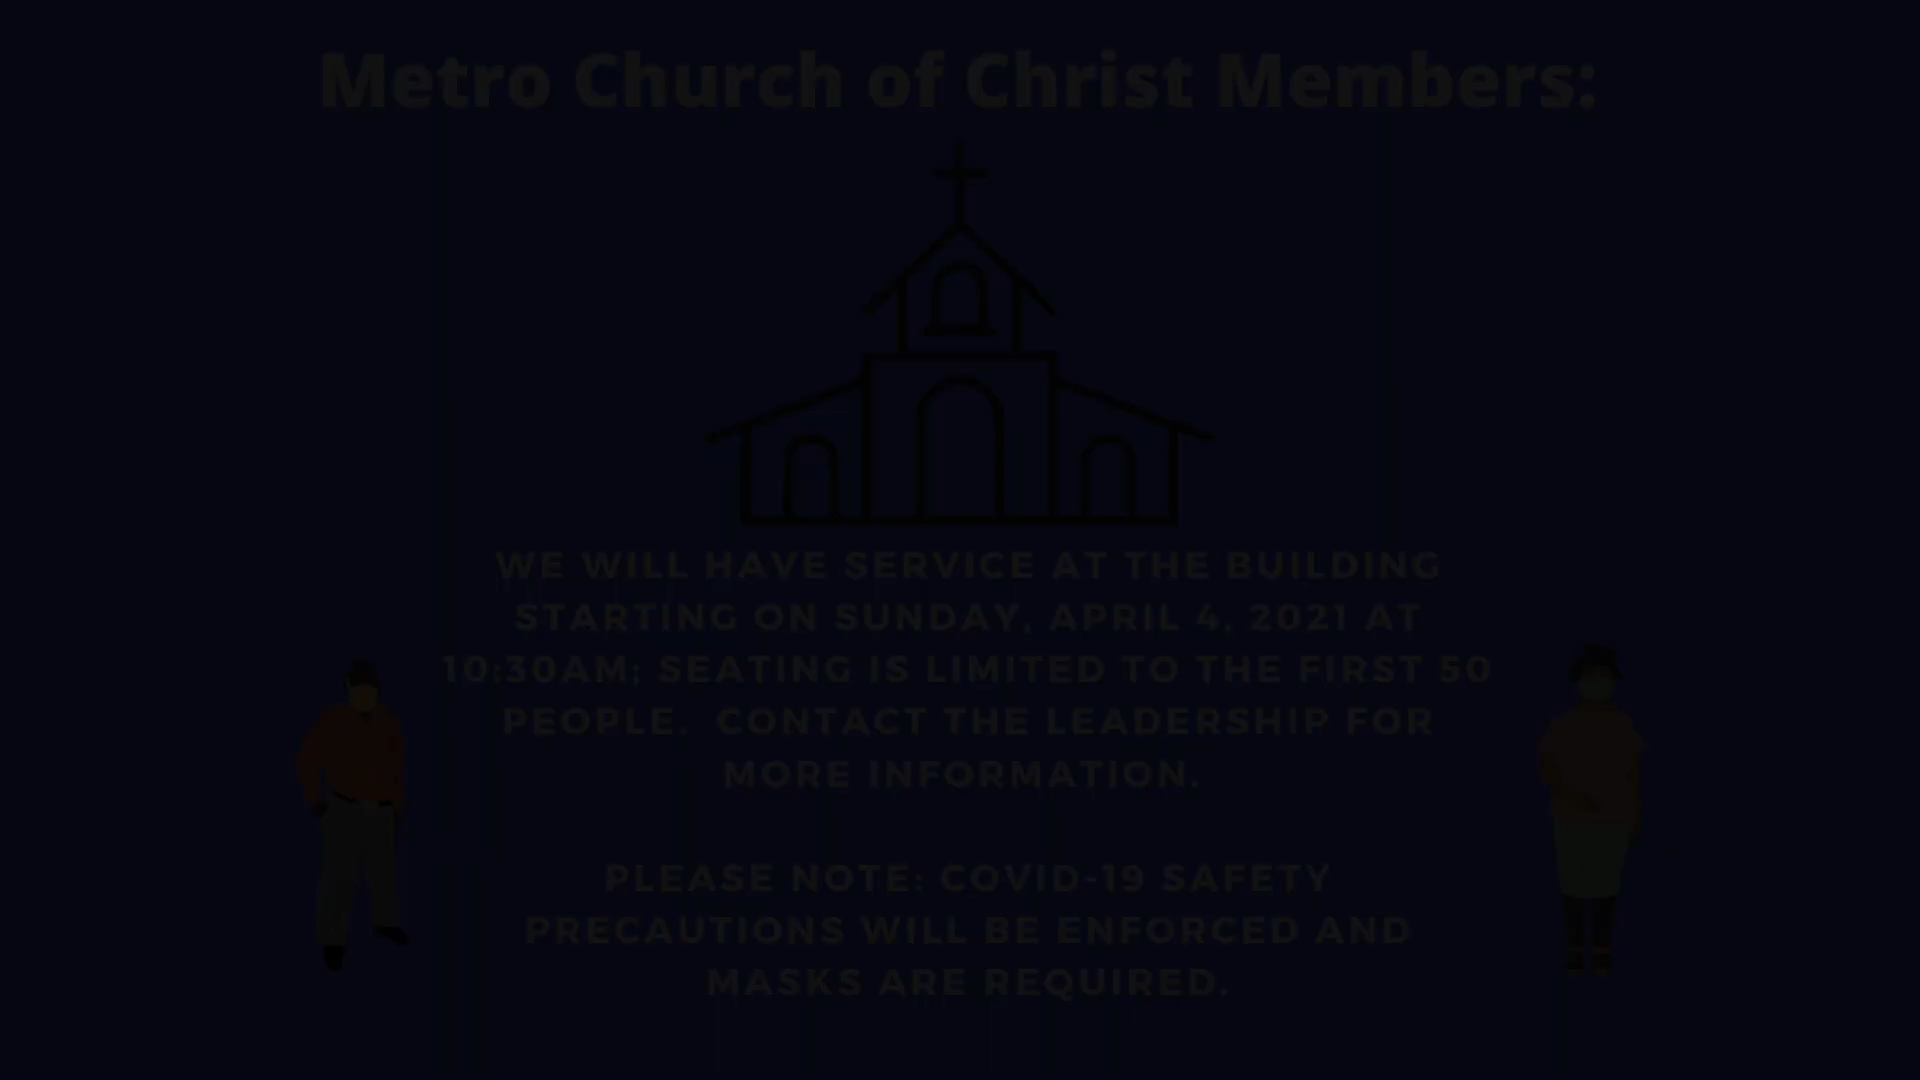 Metro Church of Christ Members:
WE WILL HAVE SERVICE AT THE BUILDING
STARTING ON SUNDAY, APRIL 4, 2021 AT
10:30AM; SEATING IS LIMITED TO THE FIRST 50
PEOPLE. CONTACT THE LEADERSHIP FOR
MORE INFORMATION.
PLEASE NOTE: COVID-19 SAFETY
PRECAUTIONS WILL BE ENFORCED AND
MASKS ARE REQUIRED.